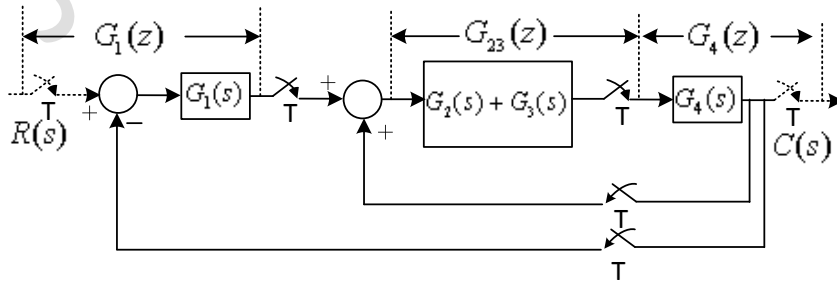 G₁(z) G₂₃(z) G₄(z)
R(s) T + − G₁(s) T + + G₂(s) + G₃(s) T G₄(s) T C(s)
T
T